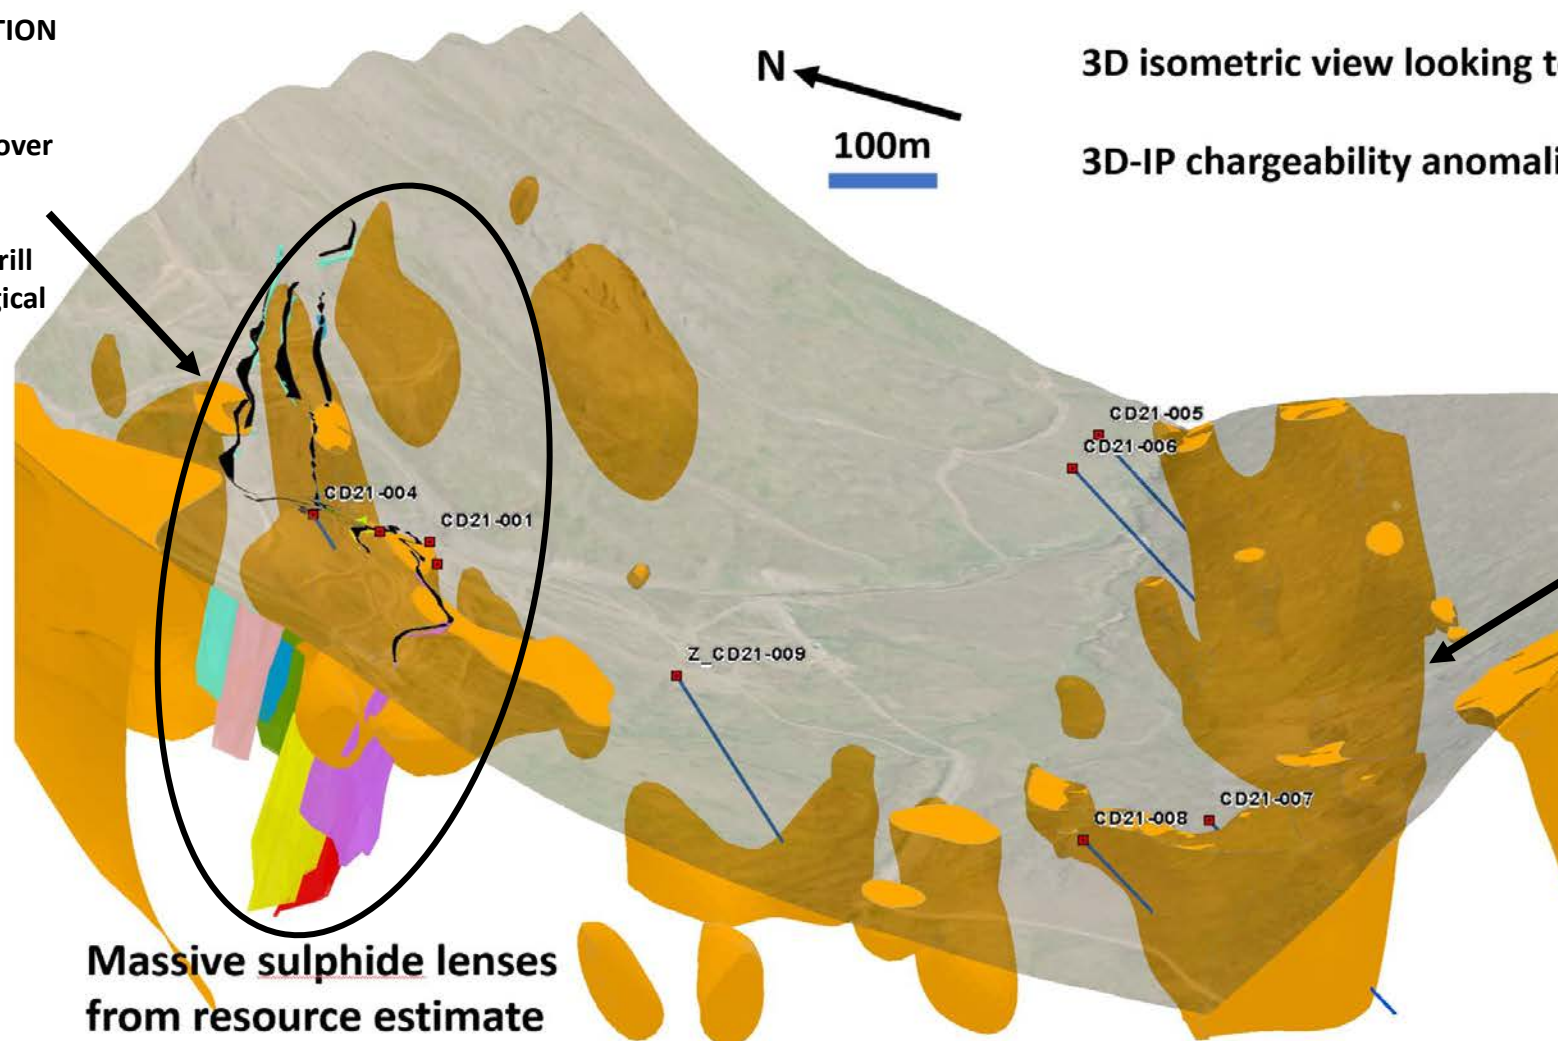 TION
over
rill
gical
N
100m
3D isometric view looking t
3D-IP chargeability anomali
CD21-005
CD21-006
CD21-004
CD21-001
Z_CD21-009
CD21-007
CD21-008
Massive sulphide lenses
from resource estimate